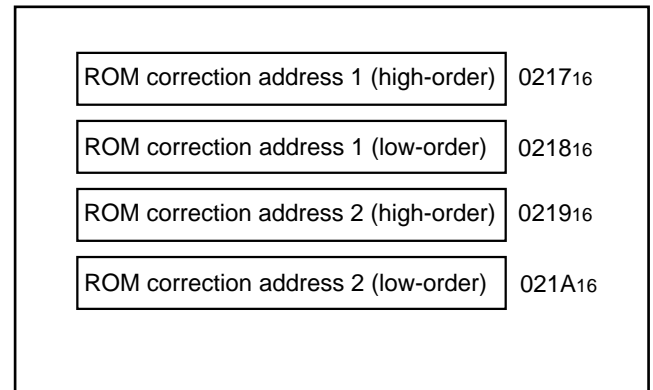 ROM correction address 1 (high-order) 0217₁₆
ROM correction address 1 (low-order) 0218₁₆
ROM correction address 2 (high-order) 0219₁₆
ROM correction address 2 (low-order) 021A₁₆